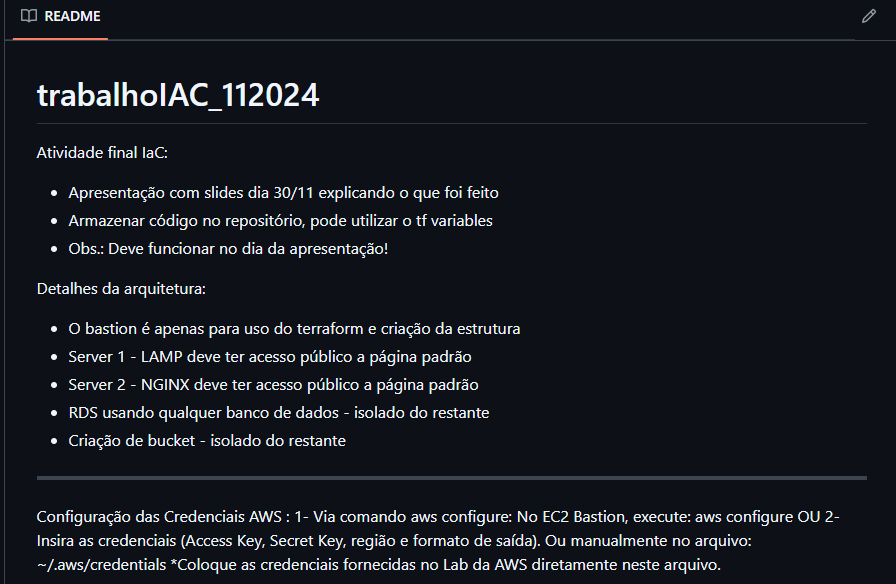 README
trabalhoIAC_112024
Atividade final IaC:
Apresentação com slides dia 30/11 explicando o que foi feito
Armazenar código no repositório, pode utilizar o tf variables
Obs.: Deve funcionar no dia da apresentação!
Detalhes da arquitetura:
O bastion é apenas para uso do terraform e criação da estrutura
Server 1 - LAMP deve ter acesso público a página padrão
Server 2 - NGINX deve ter acesso público a página padrão
RDS usando qualquer banco de dados - isolado do restante
Criação de bucket - isolado do restante
Configuração das Credenciais AWS : 1- Via comando aws configure: No EC2 Bastion, execute: aws configure OU 2-
Insira as credenciais (Access Key, Secret Key, região e formato de saída). Ou manualmente no arquivo:
~/.aws/credentials *Coloque as credenciais fornecidas no Lab da AWS diretamente neste arquivo.